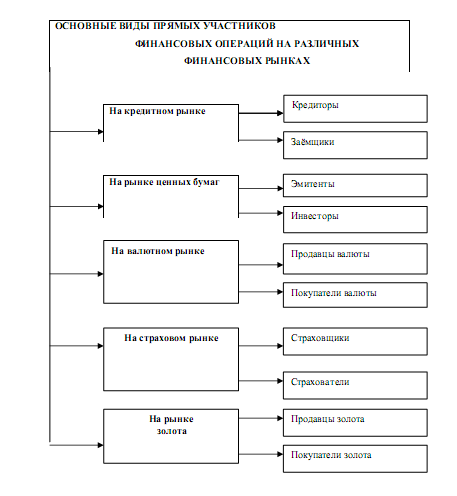 ОСНОВНЫЕ ВИДЫ ПРЯМЫХ УЧАСТНИКОВ
ФИНАНСОВЫХ ОПЕРАЦИЙ НА РАЗЛИЧНЫХ
ФИНАНСОВЫХ РЫНКАХ
На кредитном рынке
Кредиторы
Заёмщики
На рынке ценных бумаг
Эмитенты
Инвесторы
На валютном рынке
Продавцы валюты
Покупатели валюты
На страховом рынке
Страховщики
Страхователи
На рынке
золота
Продавцы золота
Покупатели золота